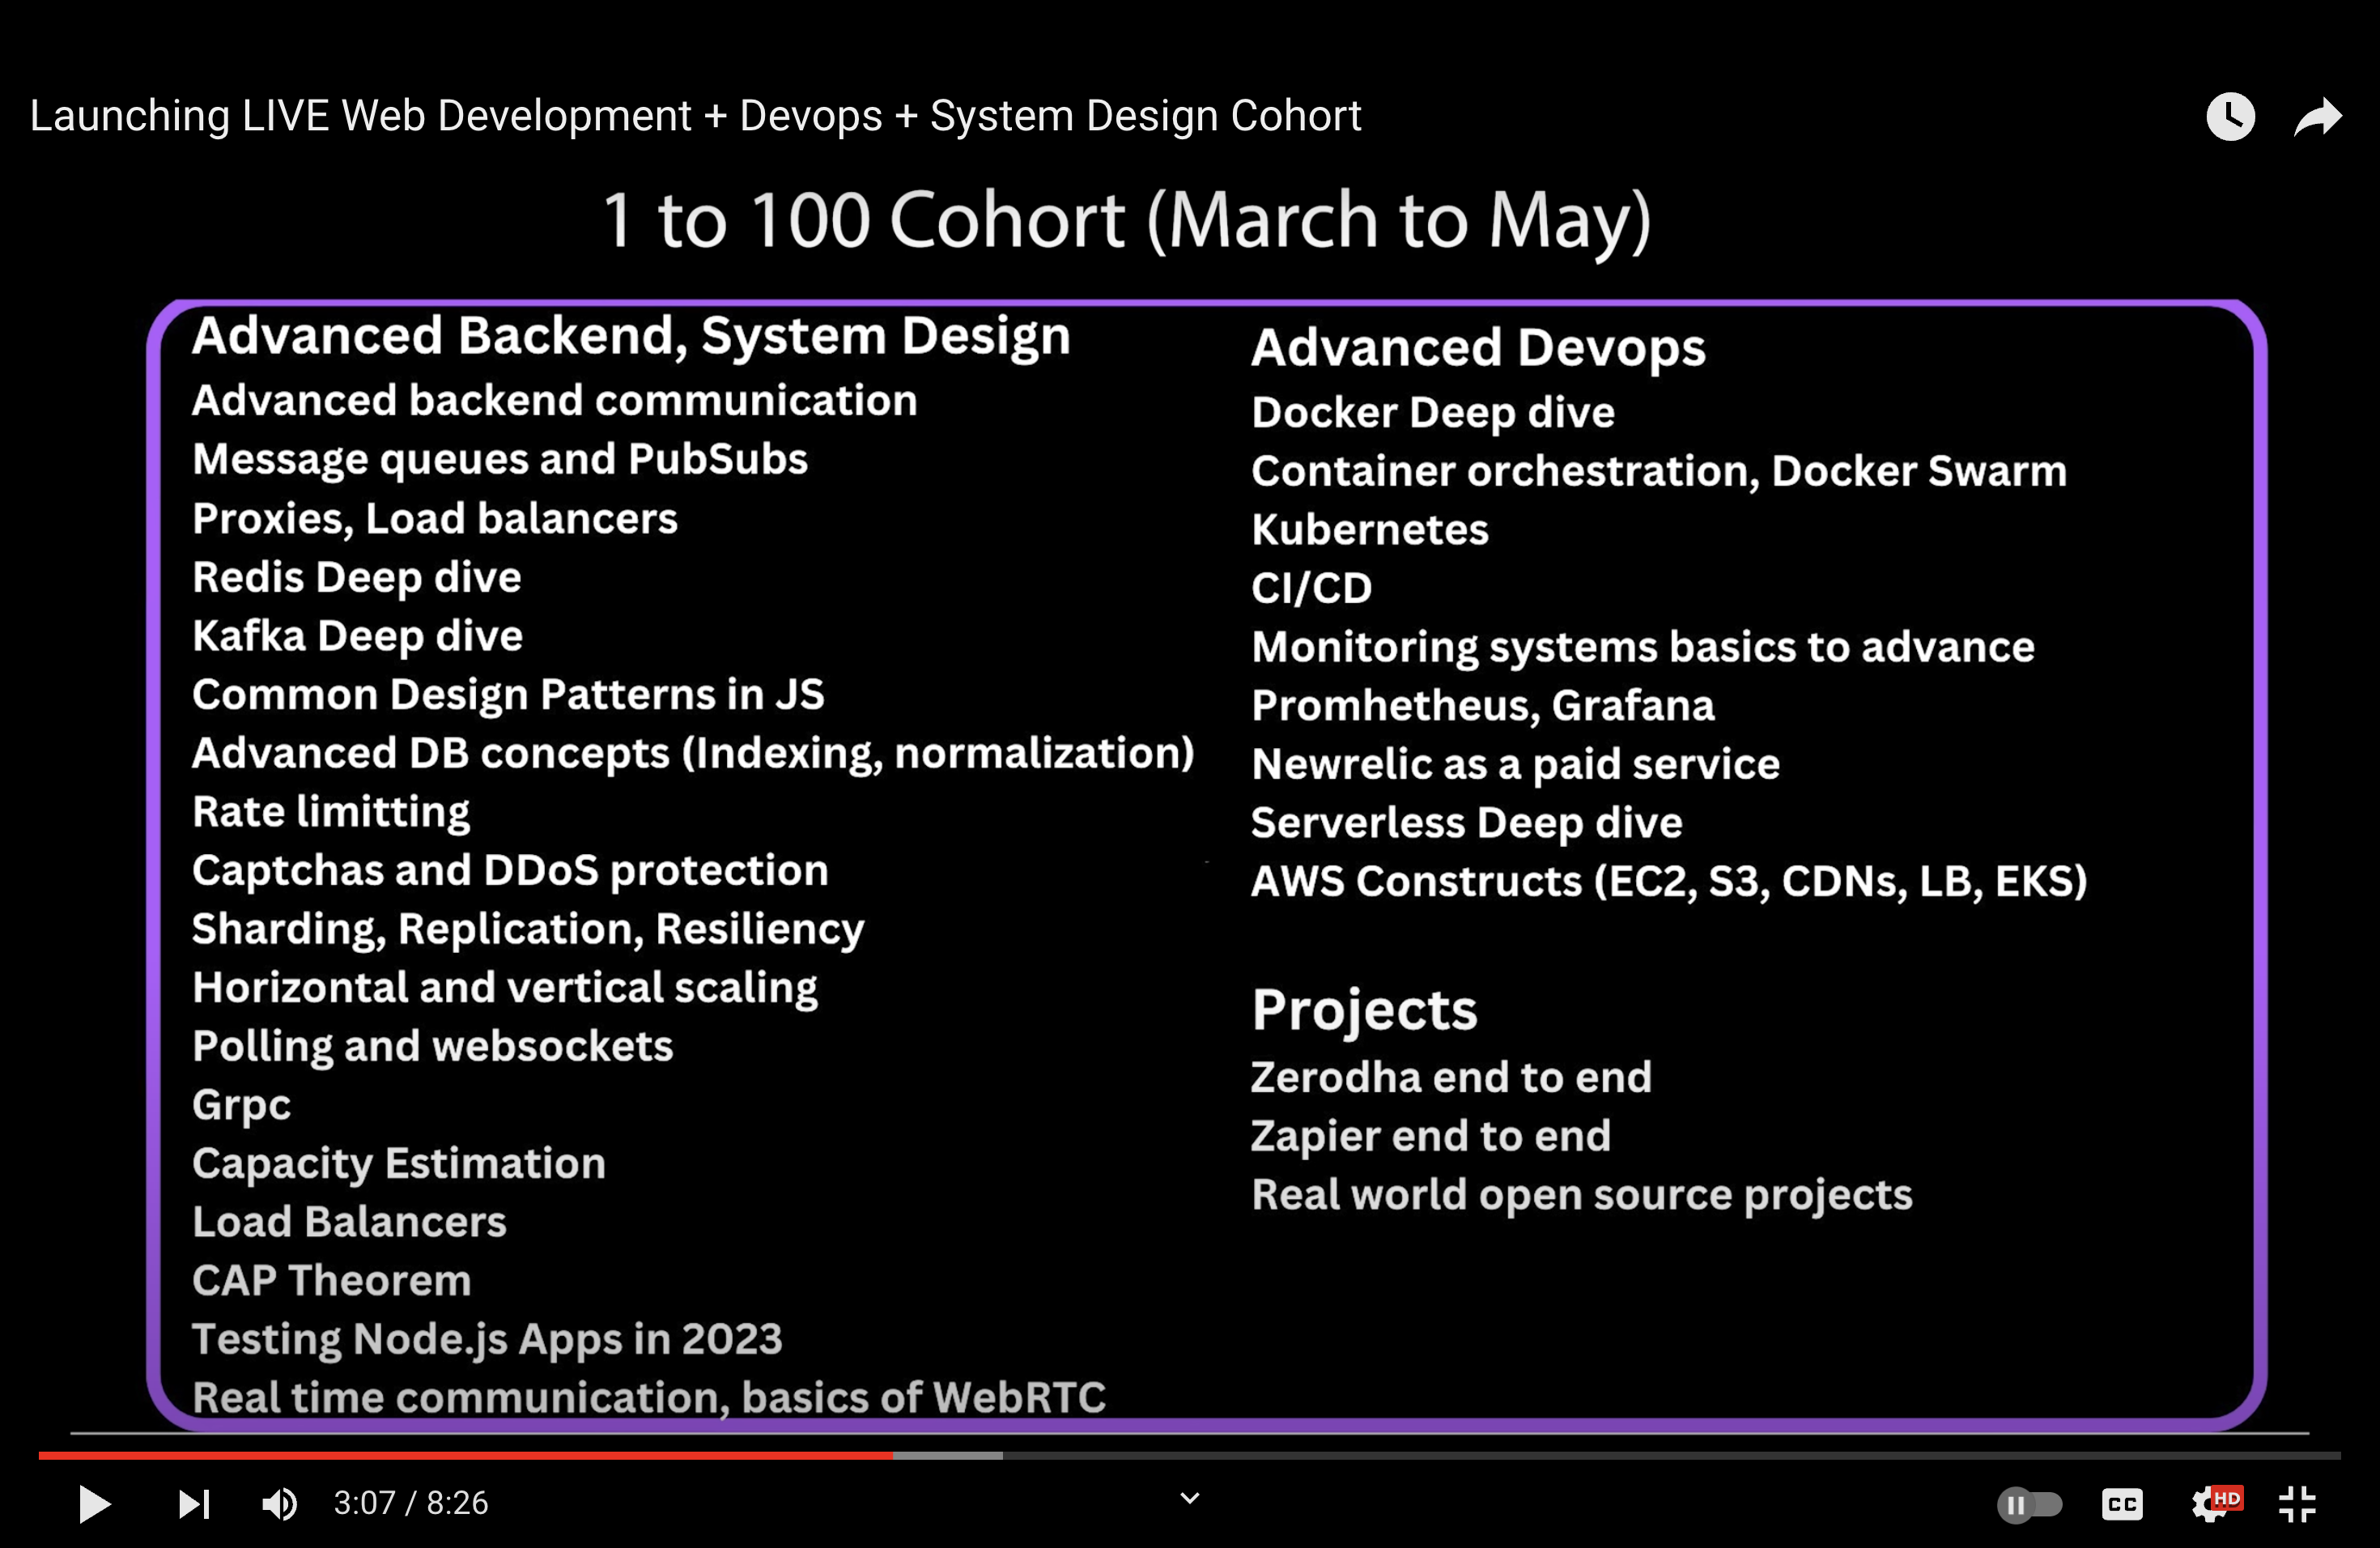 Launching LIVE Web Development + Devops + System Design Cohort
1 to 100 Cohort (March to May)
Advanced Backend, System Design
Advanced backend communication
Message queues and PubSubs
Proxies, Load balancers
Redis Deep dive
Kafka Deep dive
Common Design Patterns in JS
Advanced DB concepts (Indexing, normalization)
Rate limitting
Captchas and DDoS protection
Sharding, Replication, Resiliency
Horizontal and vertical scaling
Polling and websockets
Grpc
Capacity Estimation
Load Balancers
CAP Theorem
Testing Node.js Apps in 2023
Real time communication, basics of WebRTC
Advanced Devops
Docker Deep dive
Container orchestration, Docker Swarm
Kubernetes
CI/CD
Monitoring systems basics to advance
Promhetheus, Grafana
Newrelic as a paid service
Serverless Deep dive
AWS Constructs (EC2, S3, CDNs, LB, EKS)
Projects
Zerodha end to end
Zapier end to end
Real world open source projects
3:07 / 8:26
CC
HD